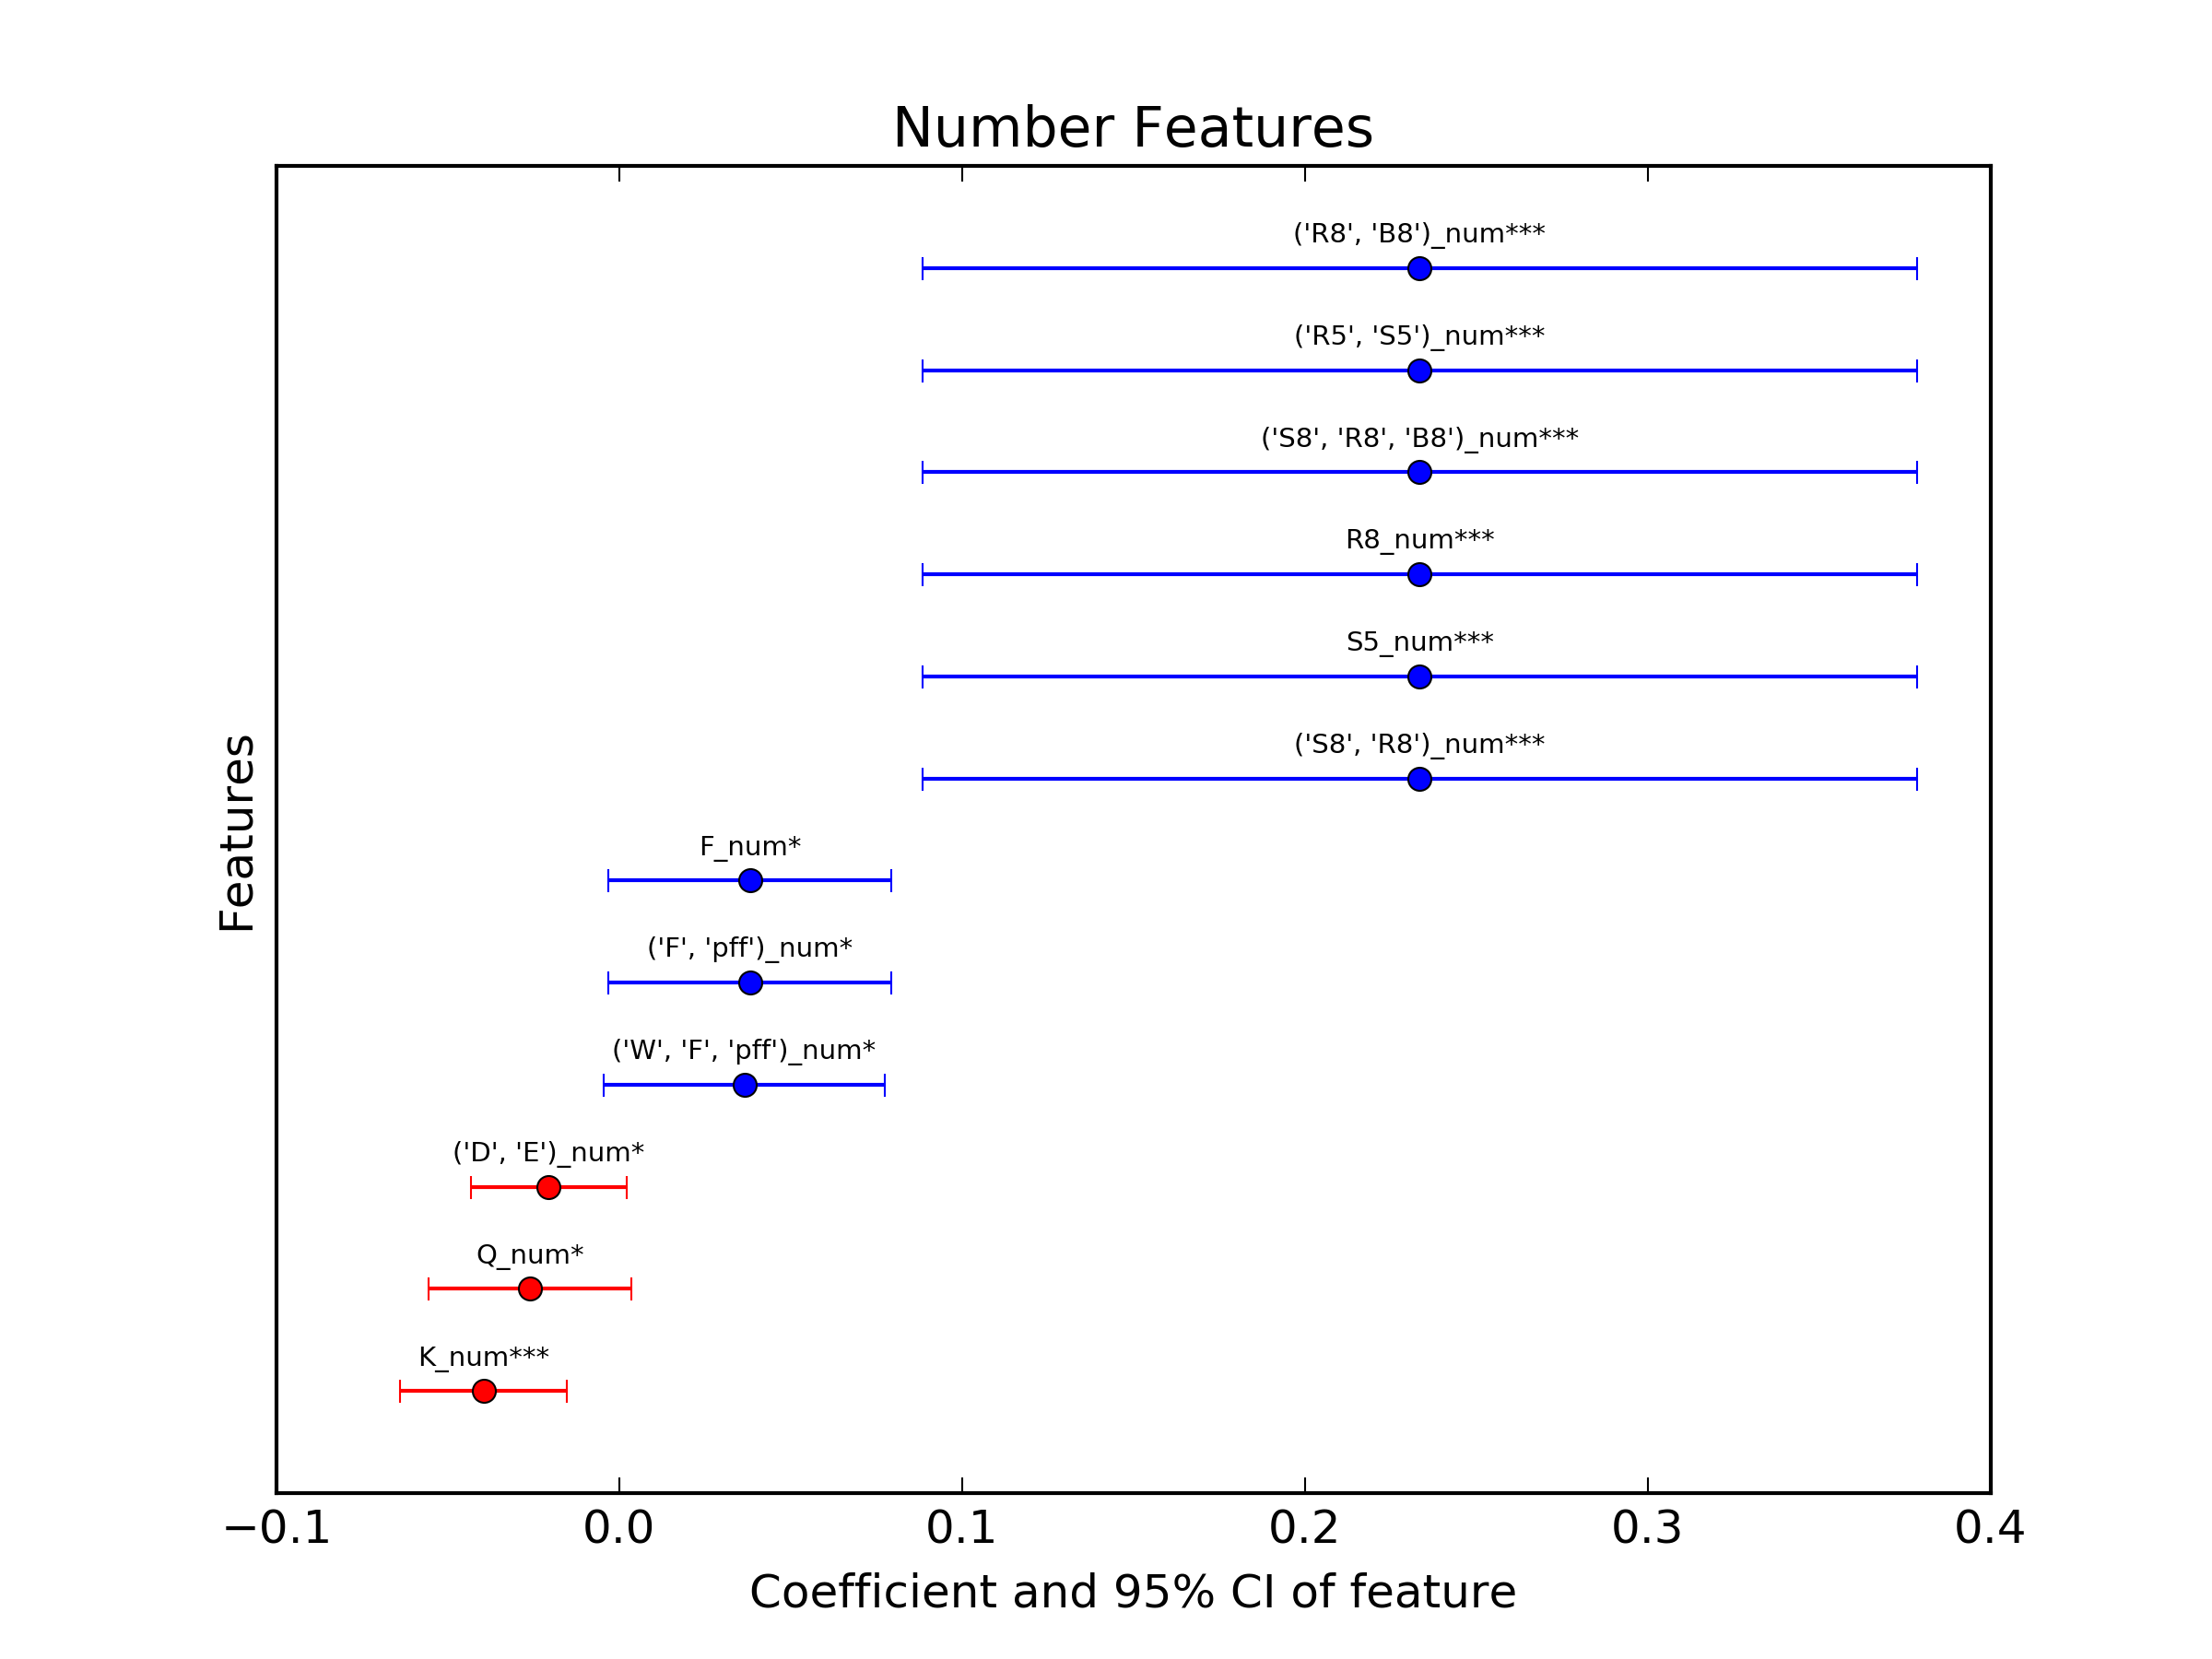 Number Features
('R8', 'B8')_num***
('R5', 'S5')_num***
('S8', 'R8', 'B8')_num***
R8_num***
S5_num***
('S8', 'R8')_num***
F_num*
('F', 'pff')_num*
('W', 'F', 'pff')_num*
('D', 'E')_num*
Q_num*
K_num***
Features
−0.1 0.0 0.1 0.2 0.3 0.4
Coefficient and 95% CI of feature